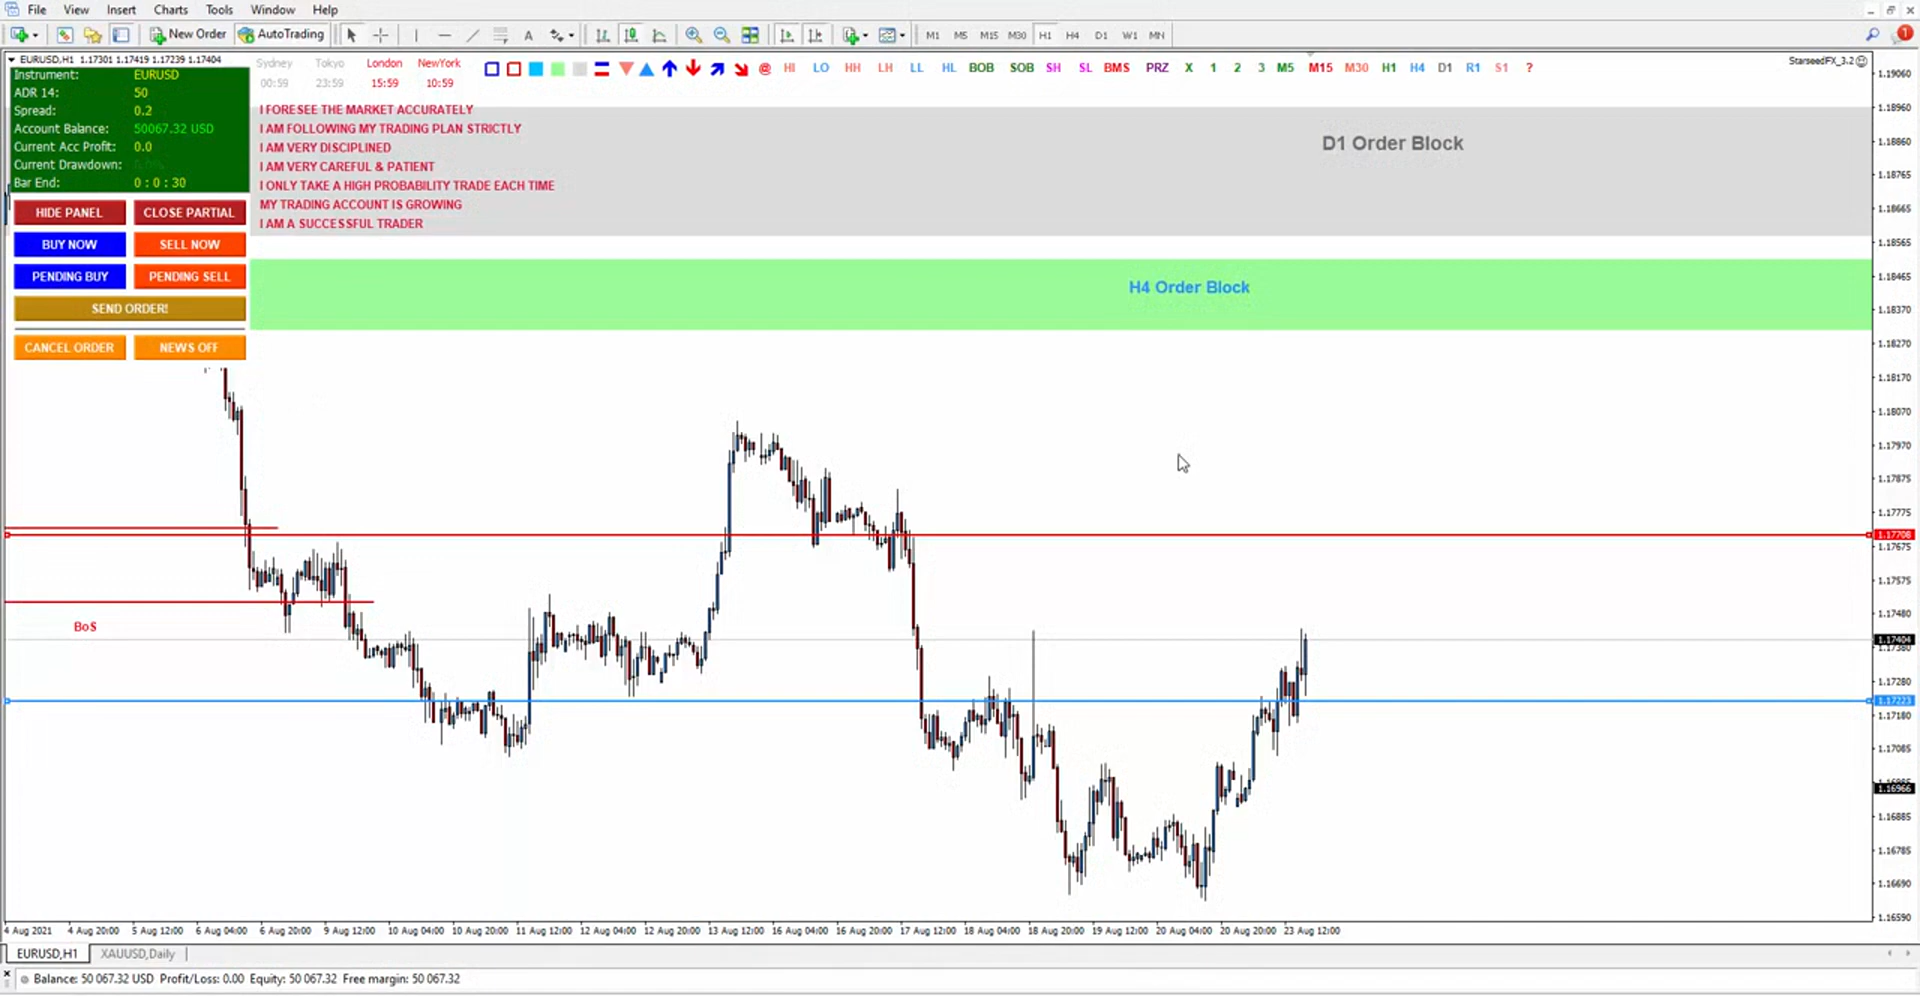 File View Insert Charts Tools Window Help
New Order AutoTrading A M1 M5 M15 M30 H1 H4 D1 W1 MN 1
EURUSD,H1 1.17301 1.17419 1.17239 1.17404
Sydney Tokyo London NewYork
00:59 23:59 15:59 10:59
@ HI LO HH LH LL HL BOB SOB SH SL BMS PRZ X 1 2 3 M5 M15 M30 H1 H4 D1 R1 S1 ?
StarseedFX_3.2
Instrument: EURUSD
ADR 14: 50
Spread: 0.2
Account Balance: 50067.32 USD
Current Acc Profit: 0.0
Current Drawdown:
Bar End: 0 : 0 : 30
HIDE PANEL CLOSE PARTIAL
BUY NOW SELL NOW
PENDING BUY PENDING SELL
SEND ORDER!
CANCEL ORDER NEWS OFF
I FORESEE THE MARKET ACCURATELY
I AM FOLLOWING MY TRADING PLAN STRICTLY
I AM VERY DISCIPLINED
I AM VERY CAREFUL & PATIENT
I ONLY TAKE A HIGH PROBABILITY TRADE EACH TIME
MY TRADING ACCOUNT IS GROWING
I AM A SUCCESSFUL TRADER
D1 Order Block
H4 Order Block
BoS
1.19060
1.18960
1.18860
1.18765
1.18665
1.18565
1.18465
1.18370
1.18270
1.18170
1.18070
1.17970
1.17875
1.17775
1.17708
1.17675
1.17575
1.17480
1.17404
1.17380
1.17280
1.17223
1.17180
1.17085
1.16966
1.16885
1.16785
1.16690
1.16590
4 Aug 2021 4 Aug 20:00 5 Aug 12:00 6 Aug 04:00 6 Aug 20:00 9 Aug 12:00 10 Aug 04:00 10 Aug 20:00 11 Aug 12:00 12 Aug 04:00 12 Aug 20:00 13 Aug 12:00 16 Aug 04:00 16 Aug 20:00 17 Aug 12:00 18 Aug 04:00 18 Aug 20:00 19 Aug 12:00 20 Aug 04:00 20 Aug 20:00 23 Aug 12:00
EURUSD,H1 XAUUSD,Daily
Balance: 50 067.32 USD Profit/Loss: 0.00 Equity: 50 067.32 Free margin: 50 067.32